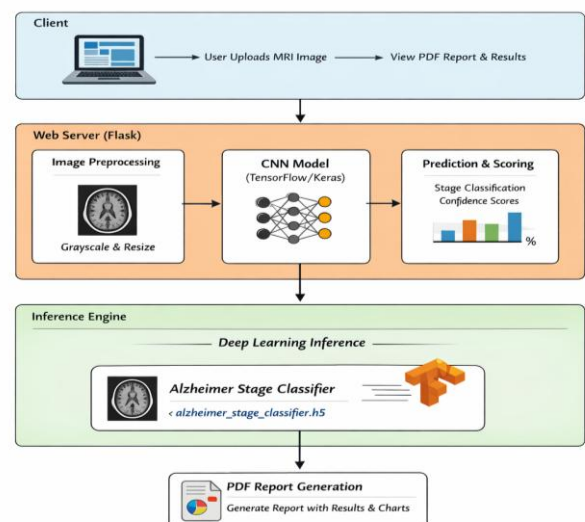 Client
User Uploads MRI Image
View PDF Report & Results
Web Server (Flask)
Image Preprocessing
Grayscale & Resize
CNN Model
(TensorFlow/Keras)
Prediction & Scoring
Stage Classification
Confidence Scores
%
Inference Engine
Deep Learning Inference
Alzheimer Stage Classifier
‹ alzheimer_stage_classifier.h5
PDF Report Generation
Generate Report with Results & Charts